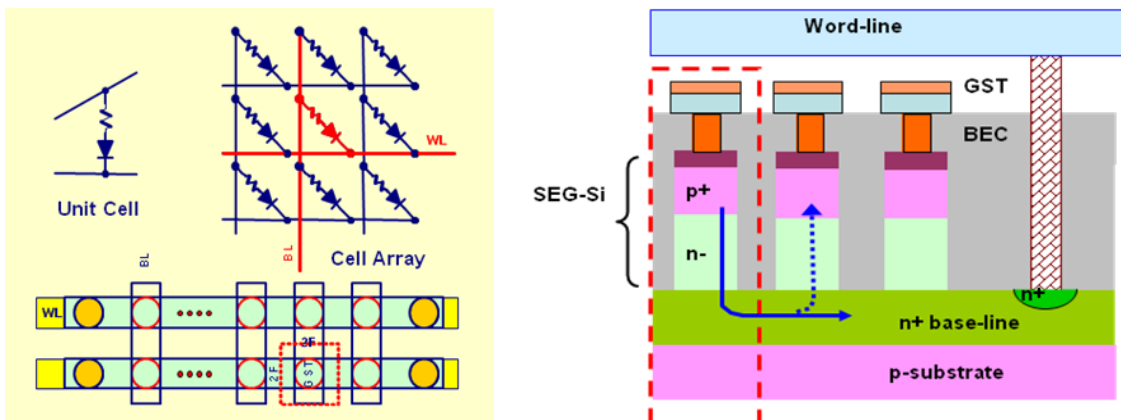 WL
Unit Cell
BL
BL
Cell Array
WL
2F
2F
GST
Word-line
GST
BEC
SEG-Si
p+
n-
n+
n+ base-line
p-substrate